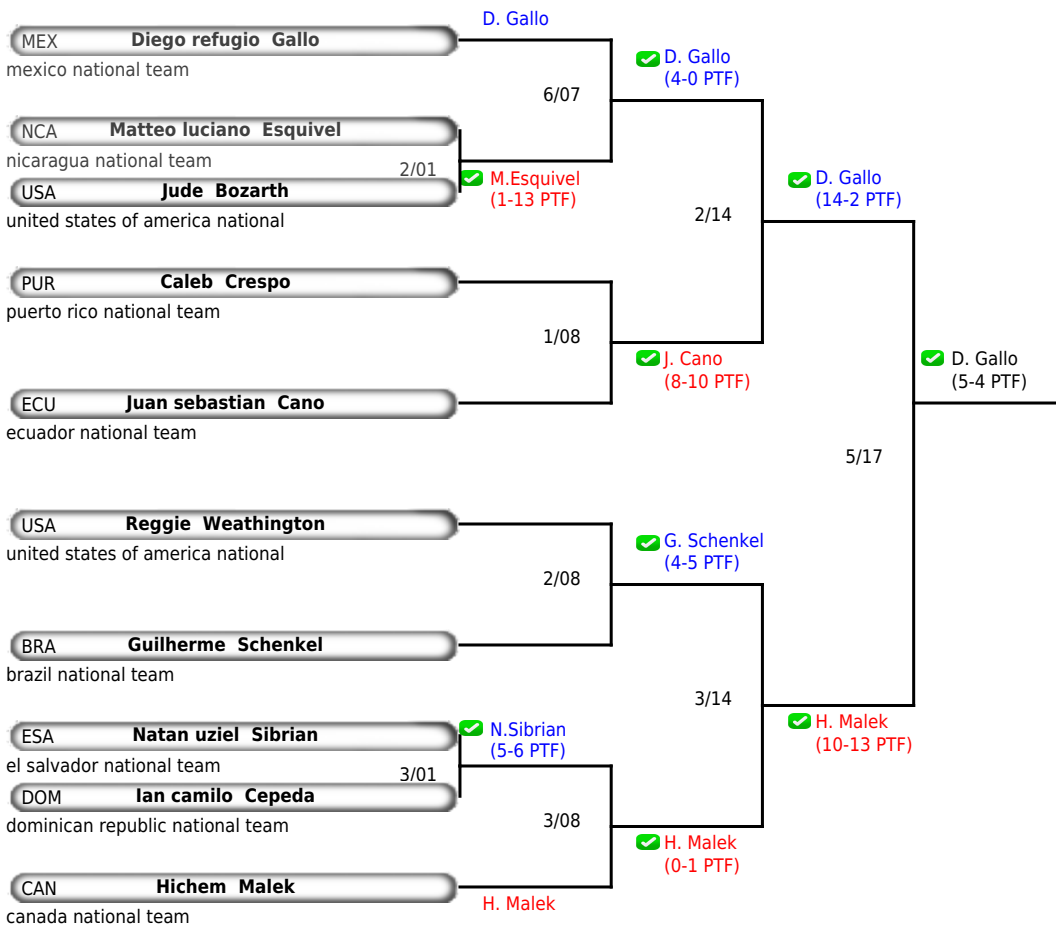 D. Gallo
MEX Diego refugio Gallo
mexico national team
D. Gallo
(4-0 PTF)
6/07
NCA Matteo luciano Esquivel
nicaragua national team
2/01
M.Esquivel
(1-13 PTF)
USA Jude Bozarth
united states of america national
D. Gallo
(14-2 PTF)
2/14
PUR Caleb Crespo
puerto rico national team
1/08
J. Cano
(8-10 PTF)
D. Gallo
(5-4 PTF)
ECU Juan sebastian Cano
ecuador national team
5/17
USA Reggie Weathington
united states of america national
G. Schenkel
(4-5 PTF)
2/08
BRA Guilherme Schenkel
brazil national team
3/14
H. Malek
(10-13 PTF)
ESA Natan uziel Sibrian
el salvador national team
N.Sibrian
(5-6 PTF)
3/01
DOM Ian camilo Cepeda
dominican republic national team
3/08
H. Malek
(0-1 PTF)
CAN Hichem Malek
canada national team
H. Malek